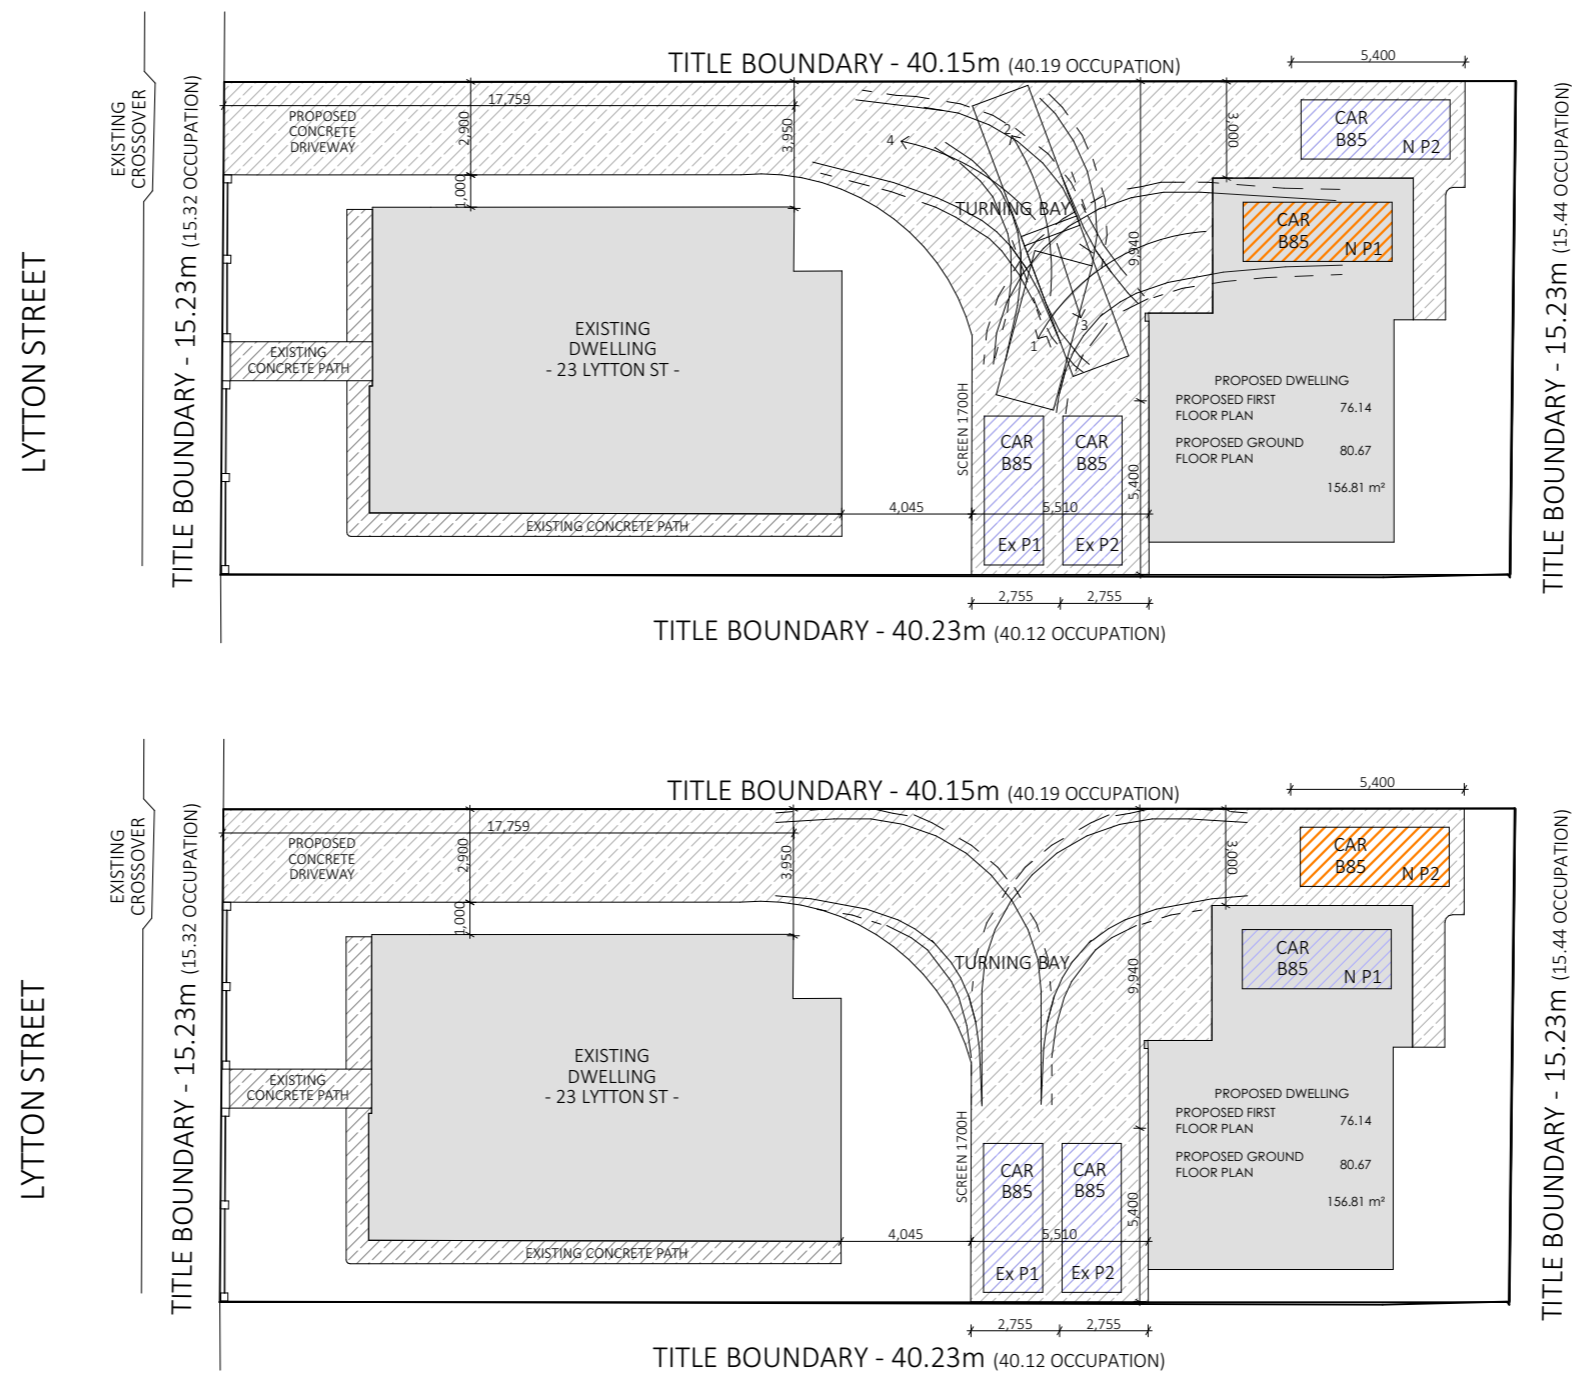 TITLE BOUNDARY - 40.15m (40.19 OCCUPATION)
5,400
EXISTING
CROSSOVER
LYTTON STREET
TITLE BOUNDARY - 15.23m (15.32 OCCUPATION)
17,759
PROPOSED
CONCRETE
DRIVEWAY
2,900
3,950
1,000
4
2
TURNING BAY
1
3
9,940
3,000
CAR
B85
N P2
CAR
B85
N P1
TITLE BOUNDARY - 15.23m (15.44 OCCUPATION)
EXISTING
CONCRETE PATH
EXISTING
DWELLING
- 23 LYTTON ST -
SCREEN 1700H
CAR
B85
Ex P1
CAR
B85
Ex P2
5,400
4,045
5,510
PROPOSED DWELLING
PROPOSED FIRST
FLOOR PLAN
76.14
PROPOSED GROUND
FLOOR PLAN
80.67
156.81 m²
EXISTING CONCRETE PATH
2,755
2,755
TITLE BOUNDARY - 40.23m (40.12 OCCUPATION)
TITLE BOUNDARY - 40.15m (40.19 OCCUPATION)
5,400
EXISTING
CROSSOVER
LYTTON STREET
TITLE BOUNDARY - 15.23m (15.32 OCCUPATION)
17,759
PROPOSED
CONCRETE
DRIVEWAY
2,900
3,950
1,000
TURNING BAY
9,940
3,000
CAR
B85
N P2
CAR
B85
N P1
TITLE BOUNDARY - 15.23m (15.44 OCCUPATION)
EXISTING
CONCRETE PATH
EXISTING
DWELLING
- 23 LYTTON ST -
SCREEN 1700H
CAR
B85
Ex P1
CAR
B85
Ex P2
5,400
4,045
5,510
PROPOSED DWELLING
PROPOSED FIRST
FLOOR PLAN
76.14
PROPOSED GROUND
FLOOR PLAN
80.67
156.81 m²
EXISTING CONCRETE PATH
2,755
2,755
TITLE BOUNDARY - 40.23m (40.12 OCCUPATION)